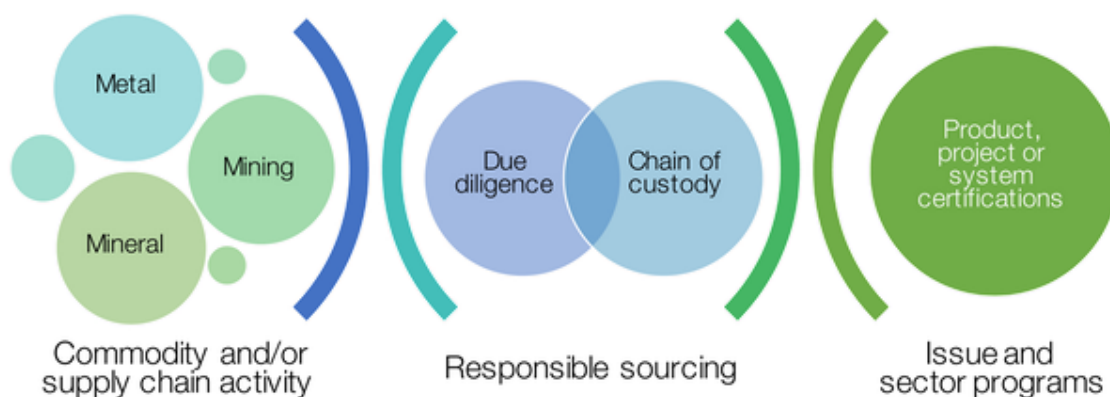 Metal
Mining
Mineral
Commodity and/or
supply chain activity
Due
diligence
Chain of
custody
Responsible sourcing
Product,
project or
system
certifications
Issue and
sector programs